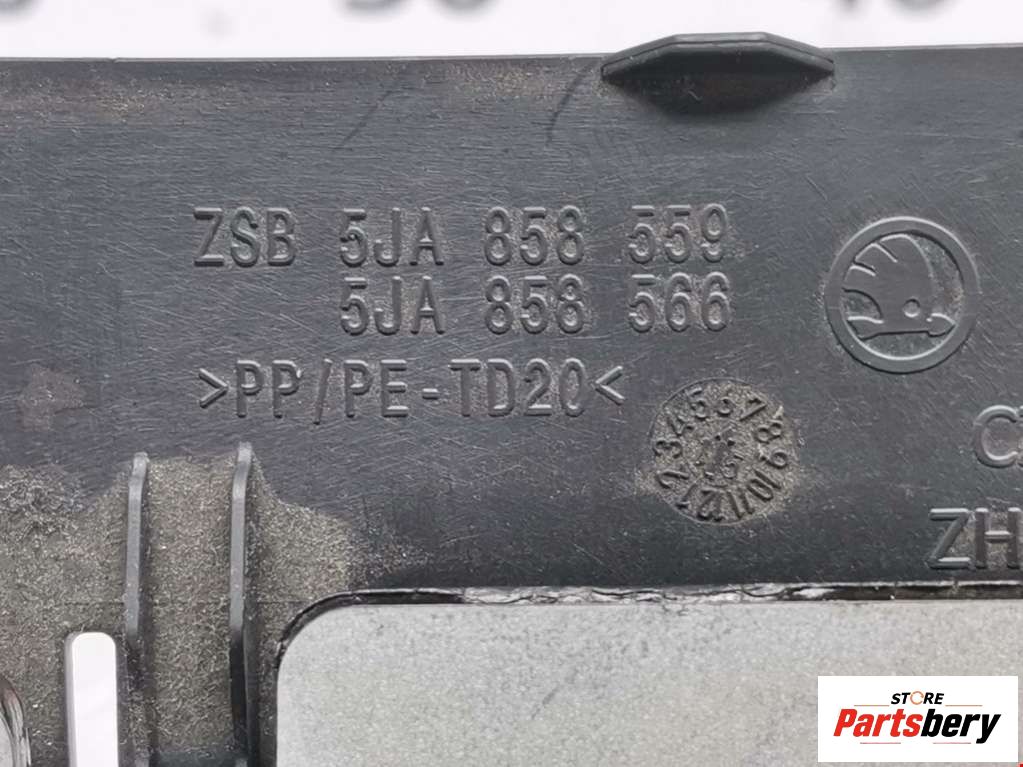 ZSB 5JA 858 559
5JA 858 566
>PP/PE-TD20<
STORE
Partsbery